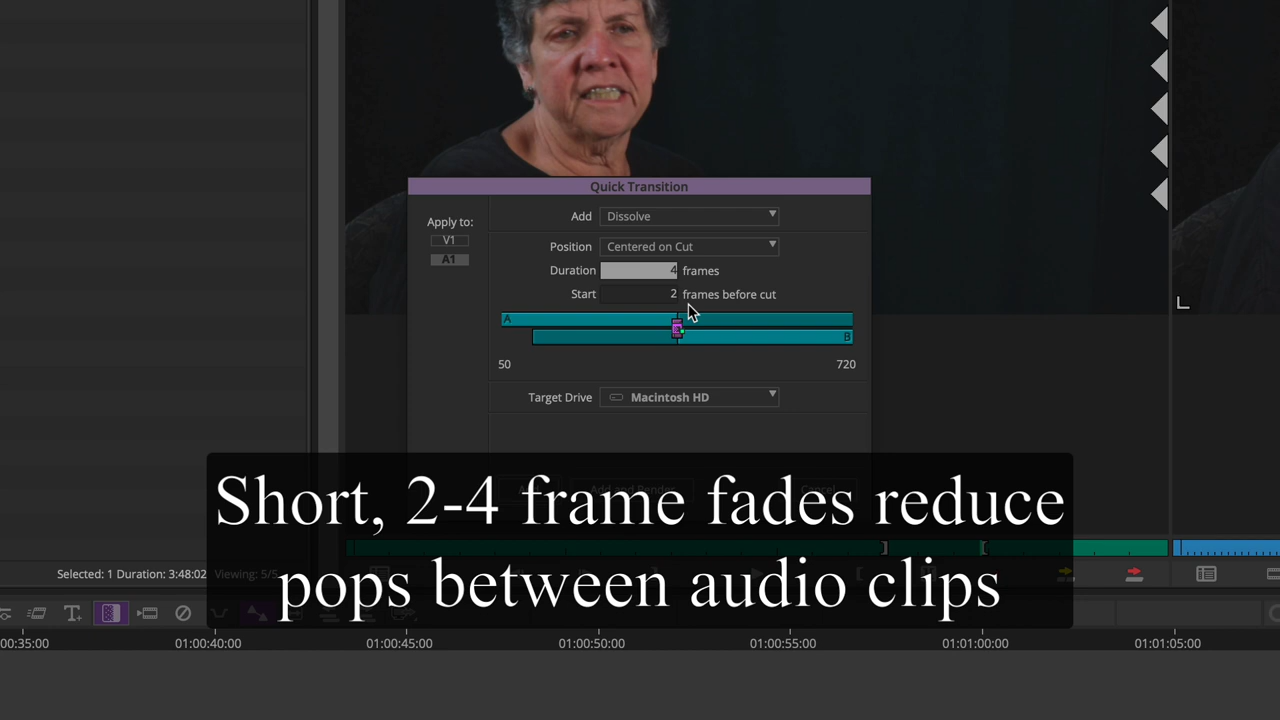 Quick Transition
Apply to:
V1
A1
Add Dissolve
Position Centered on Cut
Duration 4 frames
Start 2 frames before cut
A
B
50 720
Target Drive Macintosh HD
Short, 2-4 frame fades reduce
pops between audio clips
Selected: 1 Duration: 3:48:02 Viewing: 5/5
00:35:00 01:00:40:00 01:00:45:00 01:00:50:00 01:00:55:00 01:01:00:00 01:01:05:00